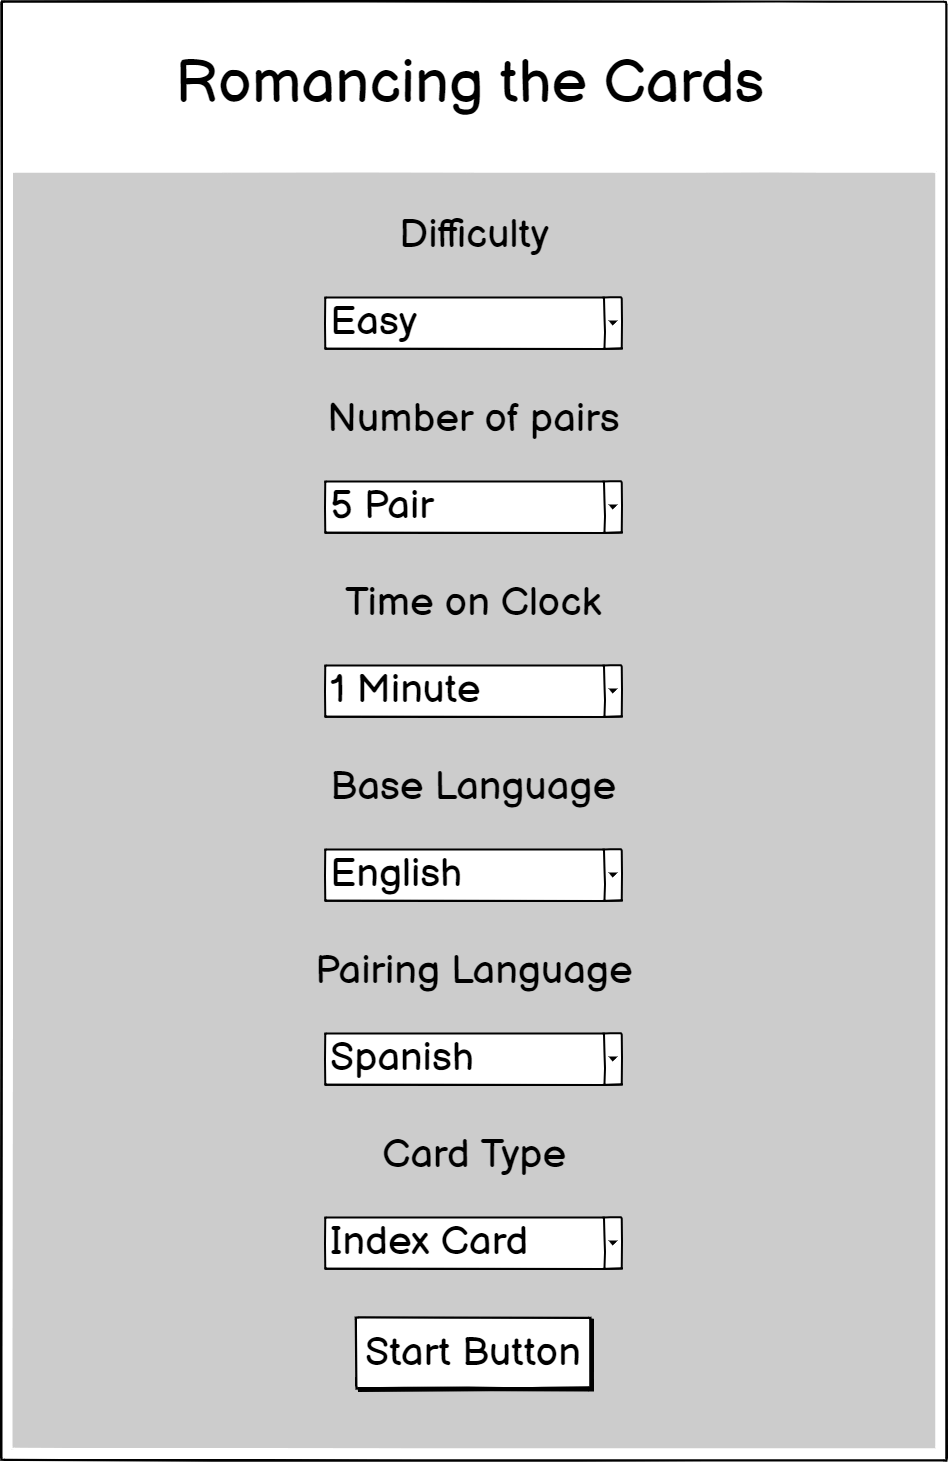 Romancing the Cards
Difficulty
Easy
Number of pairs
5 Pair
Time on Clock
1 Minute
Base Language
English
Pairing Language
Spanish
Card Type
Index Card
Start Button